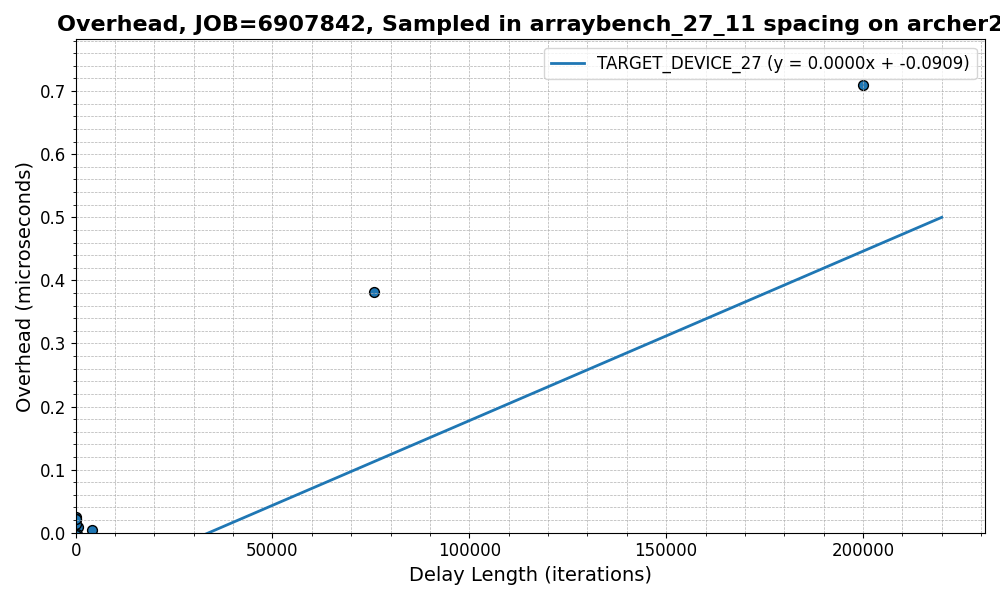 Overhead, JOB=6907842, Sampled in arraybench_27_11 spacing on archer2
TARGET_DEVICE_27 (y = 0.0000x + -0.0909)
Overhead (microseconds)
0.7
0.6
0.5
0.4
0.3
0.2
0.1
0.0
0 50000 100000 150000 200000
Delay Length (iterations)